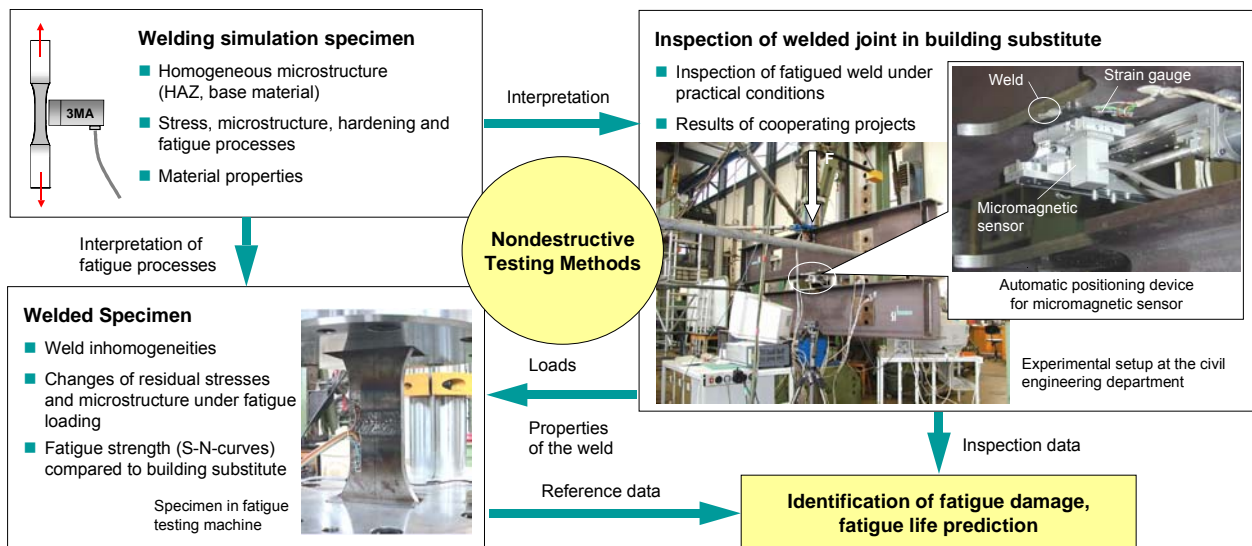 Welding simulation specimen
Homogeneous microstructure
(HAZ, base material)
Stress, microstructure, hardening and
fatigue processes
Material properties
3MA
Interpretation
Inspection of welded joint in building substitute
Inspection of fatigued weld under
practical conditions
Results of cooperating projects
F
Weld
Strain gauge
Micromagnetic
sensor
Automatic positioning device
for micromagnetic sensor
Experimental setup at the civil
engineering department
Interpretation of
fatigue processes
Nondestructive
Testing Methods
Welded Specimen
Weld inhomogeneities
Changes of residual stresses
and microstructure under fatigue
loading
Fatigue strength (S-N-curves)
compared to building substitute
Specimen in fatigue
testing machine
Loads
Properties
of the weld
Reference data
Inspection data
Identification of fatigue damage,
fatigue life prediction